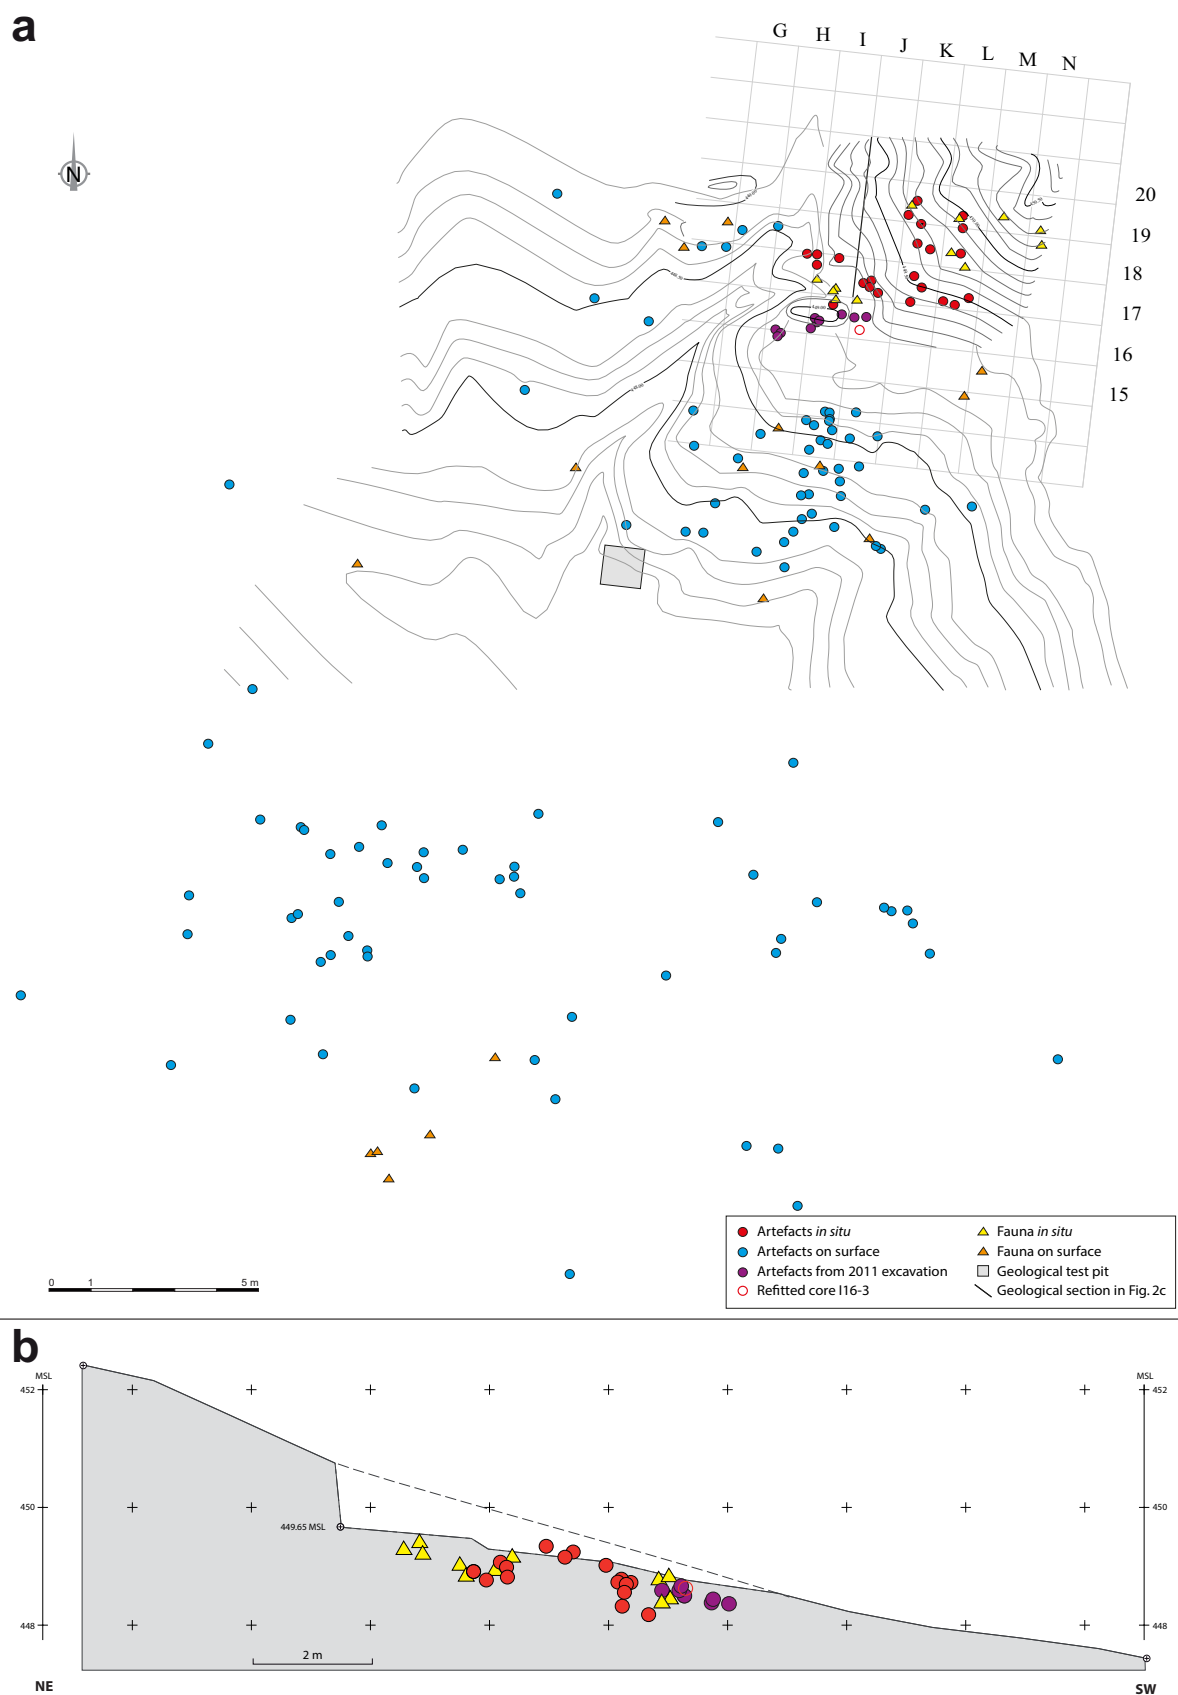 a
G H I J K L M N
N
20
19
18
17
16
15
0 1 5 m
Artefacts in situ
Artefacts on surface
Artefacts from 2011 excavation
Refitted core I16-3
Fauna in situ
Fauna on surface
Geological test pit
Geological section in Fig. 2c
b
MSL MSL
452 452
450 450
449.65 MSL
448 448
2 m
NE SW